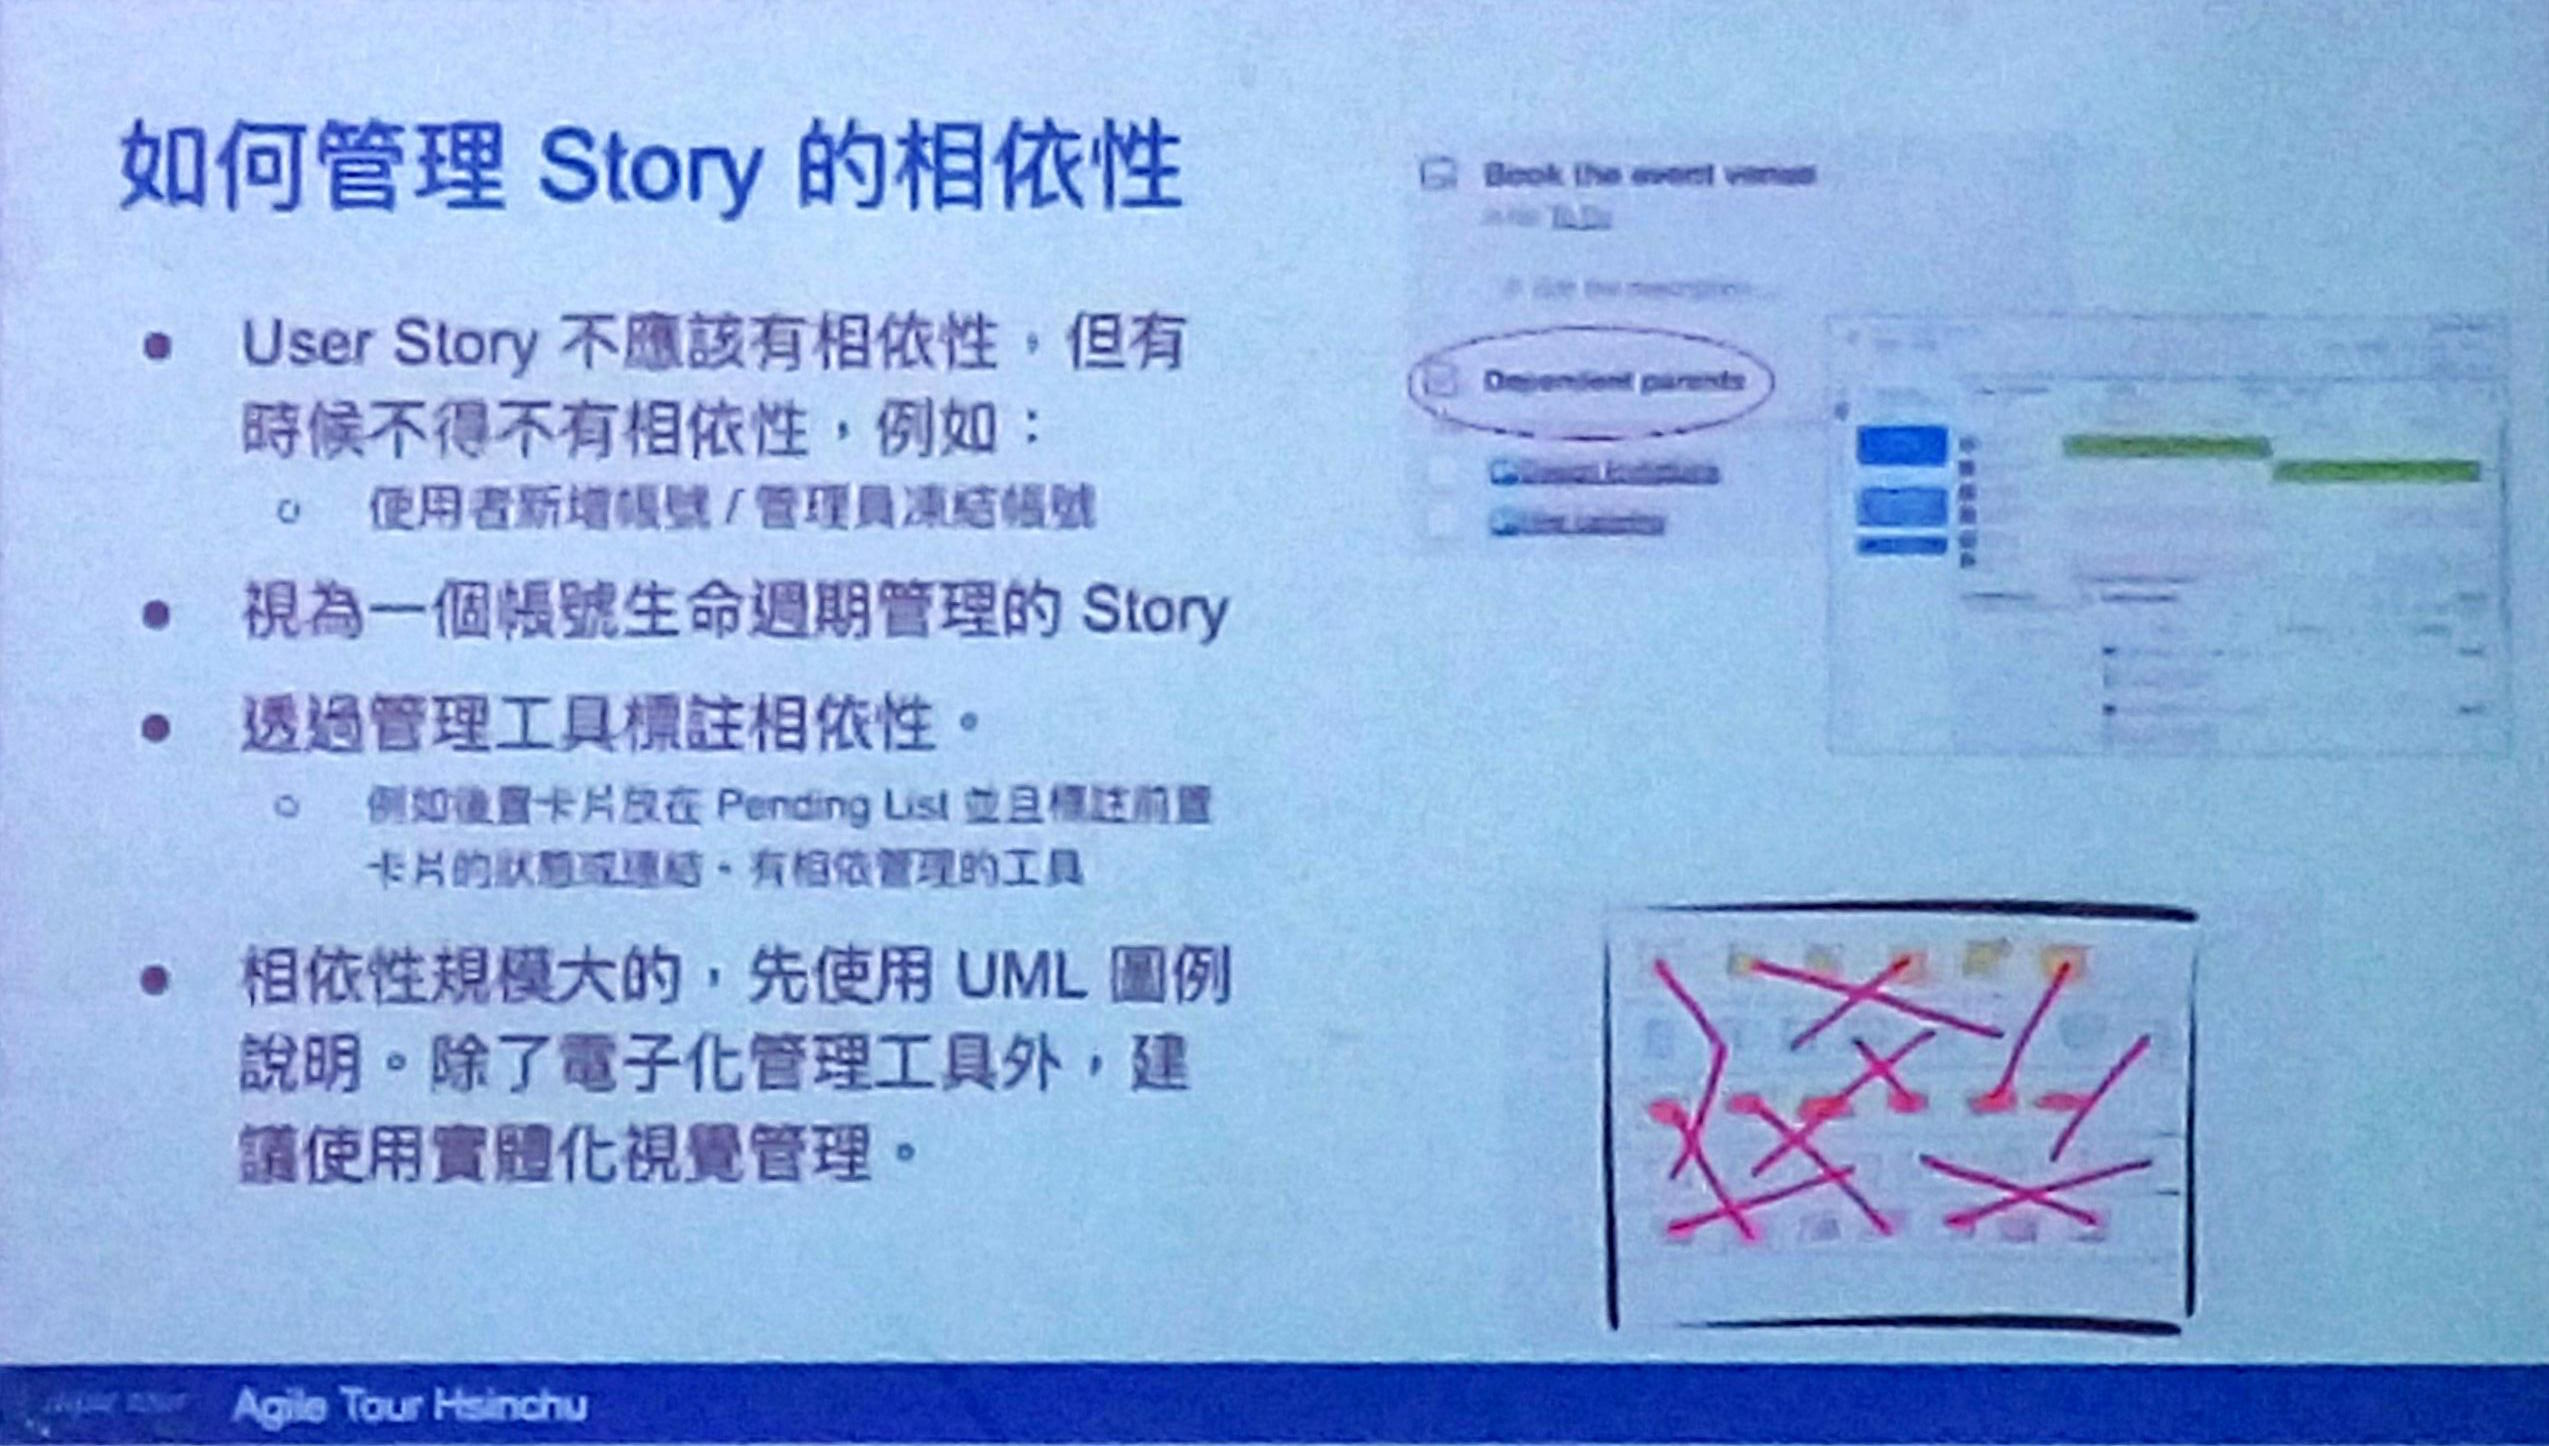 如何管理 Story 的相依性
User Story 不應該有相依性，但有
時候不得不有相依性，例如：
使用者新增帳號 / 管理員凍結帳號
視為一個帳號生命週期管理的 Story
透過管理工具標註相依性。
例如後置卡片放在 Pending List 並且標註前置
卡片的狀態或連結。有相依管理的工具
相依性規模大的，先使用 UML 圖例
說明。除了電子化管理工具外，建
議使用實體化視覺管理。
Book the event venue
To Do
Dependent parents
Agile Tour Hsinchu